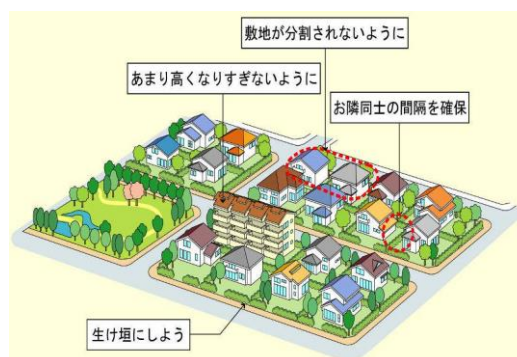 敷地が分割されないように
あまり高くなりすぎないように
お隣同士の間隔を確保
生け垣にしよう